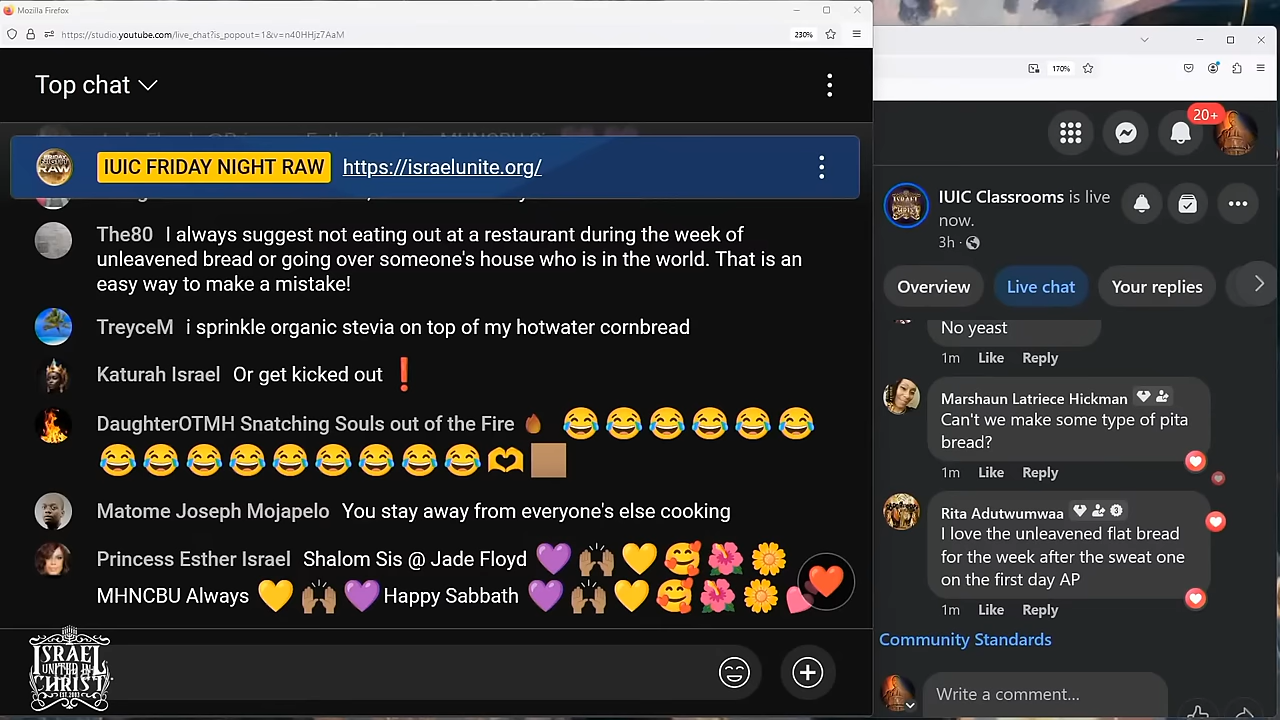 Mozilla Firefox
https://studio.youtube.com/live_chat?is_popout=1&v=n40HHjz7AaM
230%
Top chat
IUIC FRIDAY NIGHT RAW https://israelunite.org/
The80 I always suggest not eating out at a restaurant during the week of
unleavened bread or going over someone's house who is in the world. That is an
easy way to make a mistake!
TreyceM i sprinkle organic stevia on top of my hotwater cornbread
Katurah Israel Or get kicked out ❗
DaughterOTMH Snatching Souls out of the Fire 🔥 😂😂😂😂😂😂
😂😂😂😂😂😂😂😂😂🫶🏽
Matome Joseph Mojapelo You stay away from everyone's else cooking
Princess Esther Israel Shalom Sis @ Jade Floyd 💜🙌🏽💛🥰🌺🌼
MHNCBU Always 💛🙌🏽💜Happy Sabbath 💜🙌🏽💛🥰🌺🌼💕
ISRAEL
UNITED IN
CHRIST
EST. 2003
170%
20+
IUIC Classrooms is live
now.
3h
Overview
Live chat
Your replies
No yeast
1m Like Reply
Marshaun Latriece Hickman
Can't we make some type of pita
bread?
1m Like Reply
Rita Adutwumwaa
I love the unleavened flat bread
for the week after the sweat one
on the first day AP
1m Like Reply
Community Standards
Write a comment...